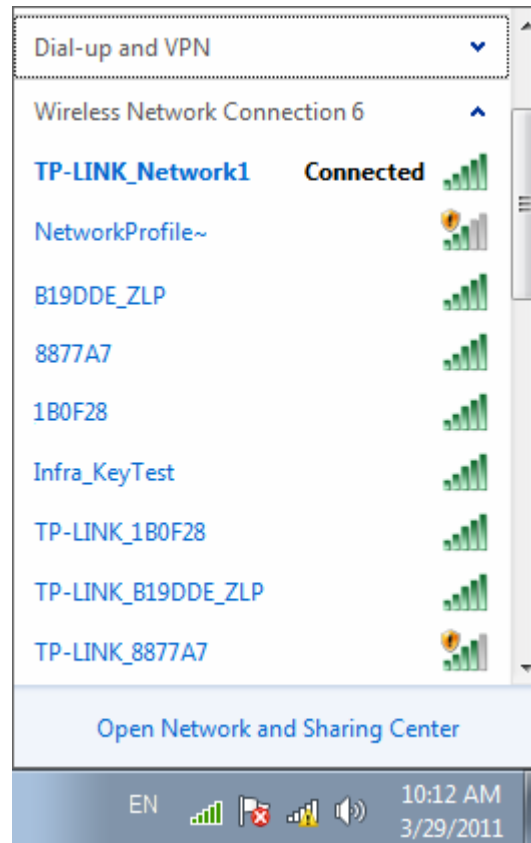 Dial-up and VPN
Wireless Network Connection 6
TP-LINK_Network1 Connected
NetworkProfile~
B19DDE_ZLP
8877A7
1B0F28
Infra_KeyTest
TP-LINK_1B0F28
TP-LINK_B19DDE_ZLP
TP-LINK_8877A7
Open Network and Sharing Center
EN 10:12 AM
3/29/2011